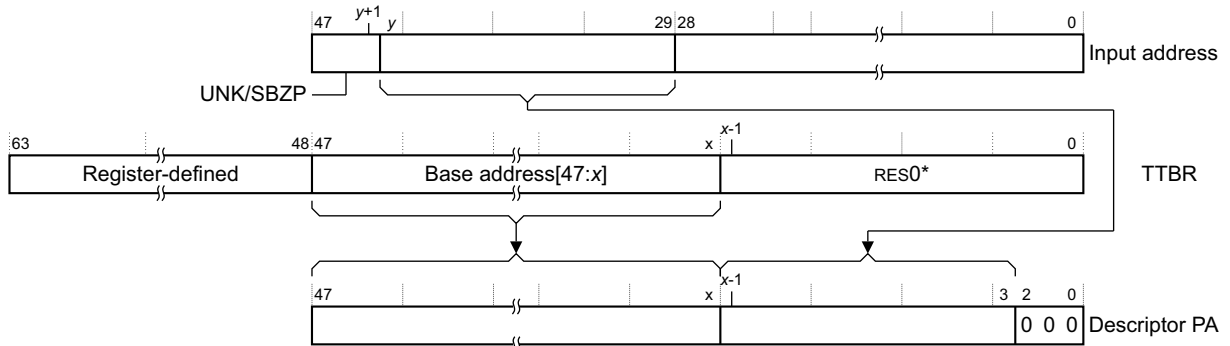 47 y+1 y 29 28 0
Input address
UNK/SBZP
63 48 47 x x-1 0
Register-defined Base address[47:x] RES0* TTBR
47 x x-1 3 2 0
0 0 0 Descriptor PA